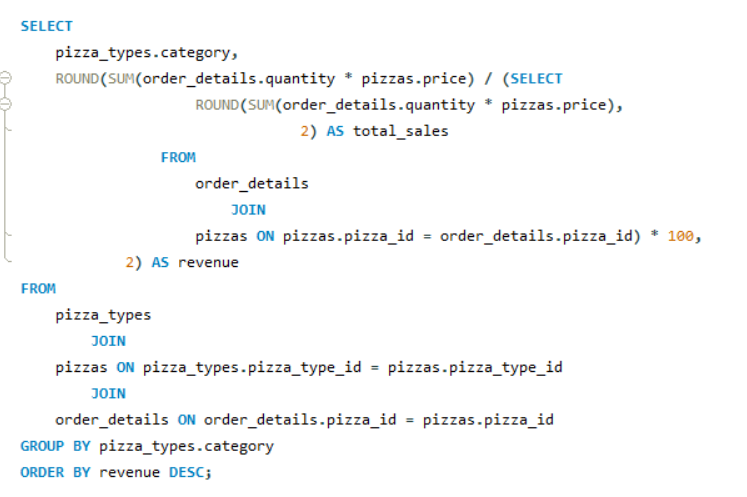 SELECT
pizza_types.category,
ROUND(SUM(order_details.quantity * pizzas.price) / (SELECT
ROUND(SUM(order_details.quantity * pizzas.price),
2) AS total_sales
FROM
order_details
JOIN
pizzas ON pizzas.pizza_id = order_details.pizza_id) * 100,
2) AS revenue
FROM
pizza_types
JOIN
pizzas ON pizza_types.pizza_type_id = pizzas.pizza_type_id
JOIN
order_details ON order_details.pizza_id = pizzas.pizza_id
GROUP BY pizza_types.category
ORDER BY revenue DESC;